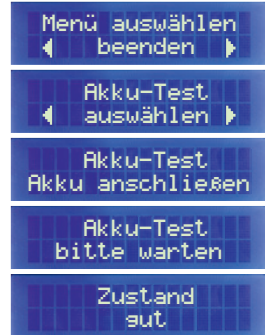 Menü auswählen
◀ beenden ▶
Akku-Test
◀ auswählen ▶
Akku-Test
Akku anschließen
Akku-Test
bitte warten
Zustand
gut